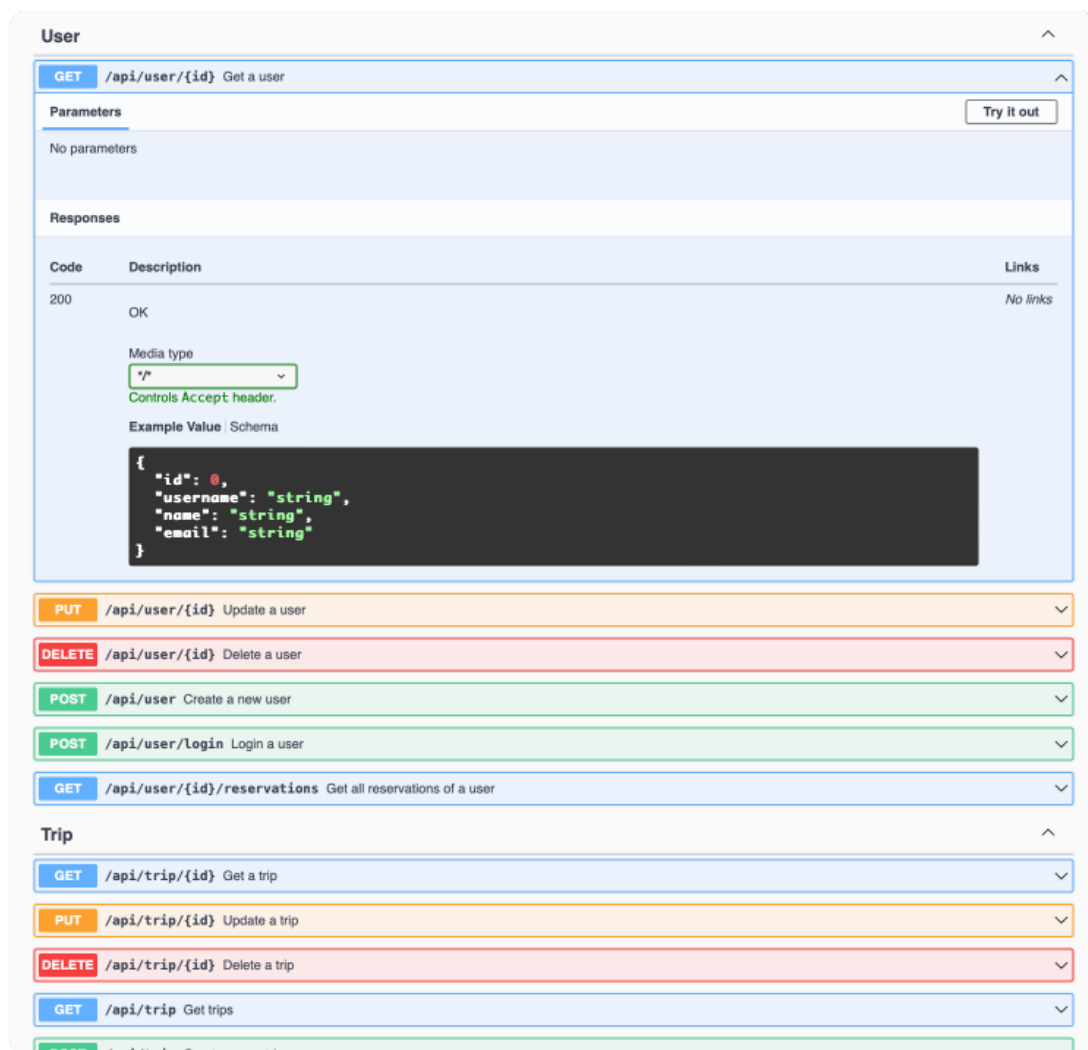 User
GET /api/user/{id} Get a user
Parameters Try it out
No parameters
Responses
Code Description Links
200 No links
OK
Media type
*/*
Controls Accept header.
Example Value Schema
{
"id": 0,
"username": "string",
"name": "string",
"email": "string"
}
PUT /api/user/{id} Update a user
DELETE /api/user/{id} Delete a user
POST /api/user Create a new user
POST /api/user/login Login a user
GET /api/user/{id}/reservations Get all reservations of a user
Trip
GET /api/trip/{id} Get a trip
PUT /api/trip/{id} Update a trip
DELETE /api/trip/{id} Delete a trip
GET /api/trip Get trips